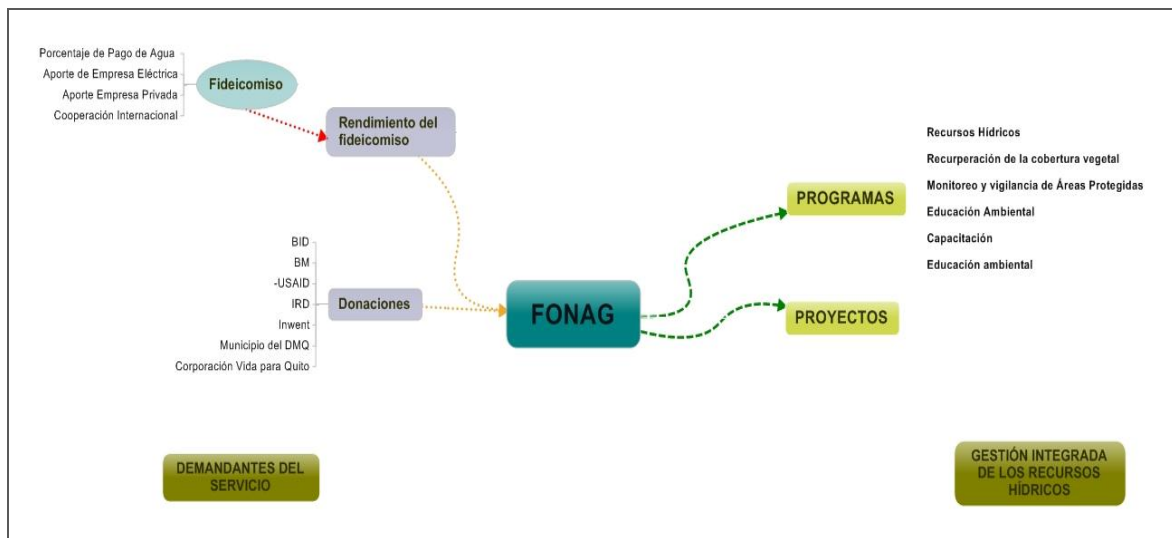 Porcentaje de Pago de Agua
Aporte de Empresa Eléctrica
Aporte Empresa Privada
Cooperación Internacional
Fideicomiso
Rendimiento del
fideicomiso
BID
BM
-USAID
IRD
Inwent
Municipio del DMQ
Corporación Vida para Quito
Donaciones
FONAG
PROGRAMAS
PROYECTOS
Recursos Hídricos
Recurperación de la cobertura vegetal
Monitoreo y vigilancia de Áreas Protegidas
Educación Ambiental
Capacitación
Educación ambiental
DEMANDANTES DEL
SERVICIO
GESTIÓN INTEGRADA
DE LOS RECURSOS
HÍDRICOS